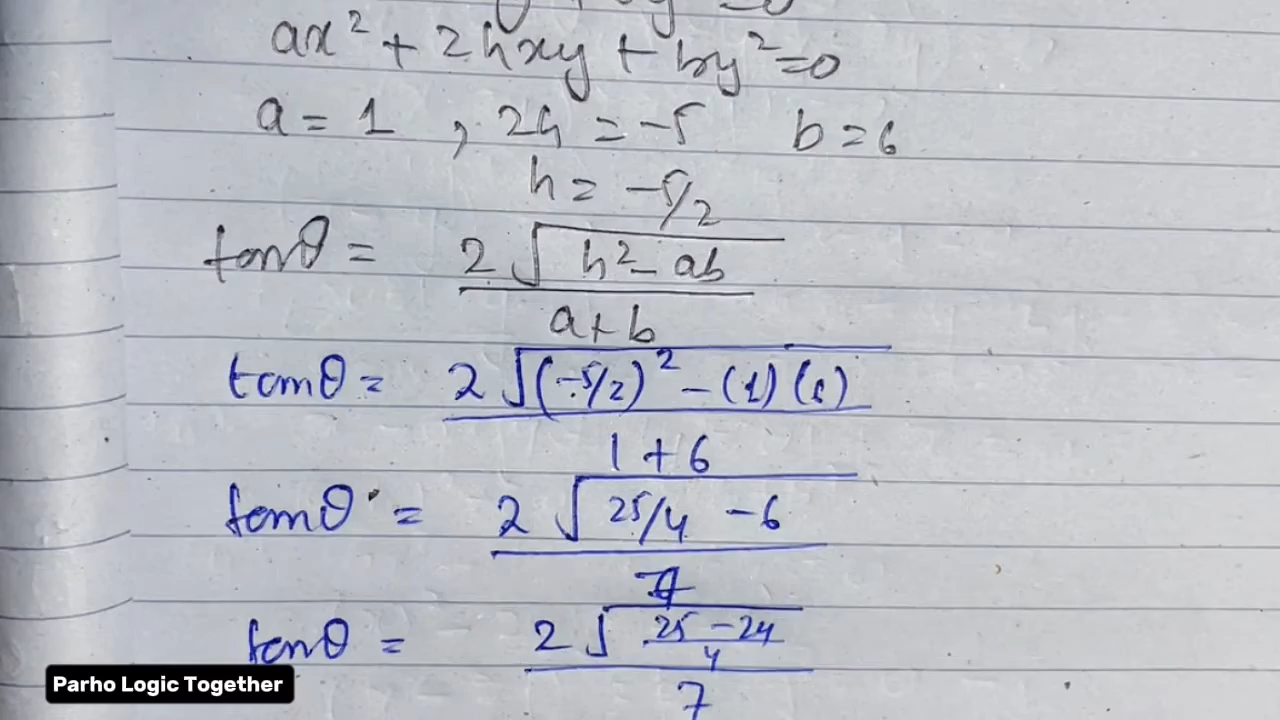 ax² + 2hxy + by² = 0
a = 1 , 2h = -5 b = 6
h = -5/2
tanθ = 2√(h² - ab) / a + b
tanθ = 2√((-5/2)² - (1)(6)) / 1 + 6
tanθ = 2√(25/4 - 6) / 7
tanθ = 2√((25 - 24)/4) / 7
Parho Logic Together